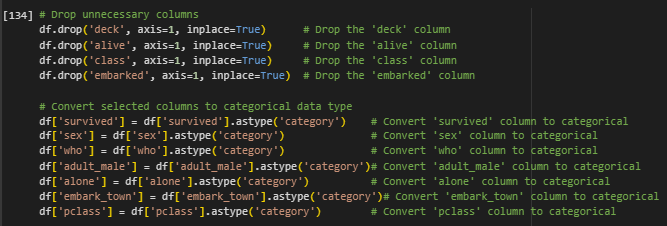 [134] # Drop unnecessary columns
df.drop('deck', axis=1, inplace=True)      # Drop the 'deck' column
df.drop('alive', axis=1, inplace=True)     # Drop the 'alive' column
df.drop('class', axis=1, inplace=True)     # Drop the 'class' column
df.drop('embarked', axis=1, inplace=True)  # Drop the 'embarked' column

# Convert selected columns to categorical data type
df['survived'] = df['survived'].astype('category')    # Convert 'survived' column to categorical
df['sex'] = df['sex'].astype('category')              # Convert 'sex' column to categorical
df['who'] = df['who'].astype('category')              # Convert 'who' column to categorical
df['adult_male'] = df['adult_male'].astype('category')# Convert 'adult_male' column to categorical
df['alone'] = df['alone'].astype('category')          # Convert 'alone' column to categorical
df['embark_town'] = df['embark_town'].astype('category')# Convert 'embark_town' column to categorical
df['pclass'] = df['pclass'].astype('category')        # Convert 'pclass' column to categorical